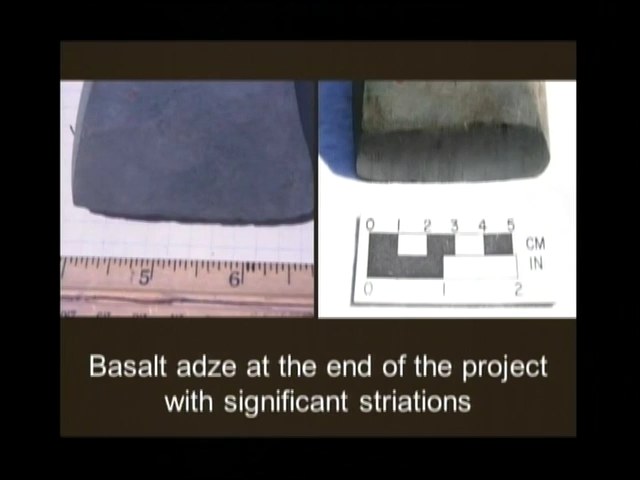 5 6
0 1 2 3 4 5
CM
IN
0 1 2
Basalt adze at the end of the project
with significant striations